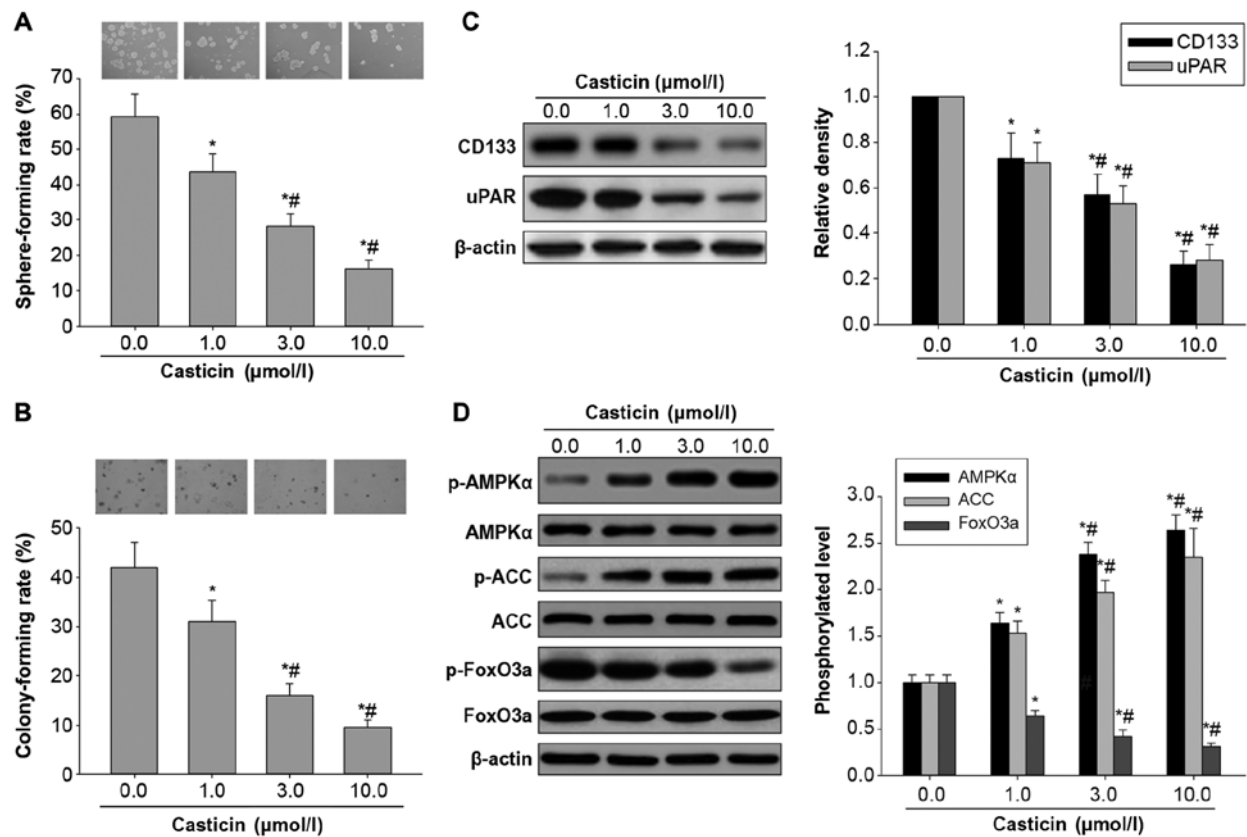 A
Sphere-forming rate (%)
70
60
50
40
30
20
10
0
*
*#
*#
0.0 1.0 3.0 10.0
Casticin (µmol/l)
B
Colony-forming rate (%)
50
40
30
20
10
0
*
*#
*#
0.0 1.0 3.0 10.0
Casticin (µmol/l)
C
Casticin (µmol/l)
0.0 1.0 3.0 10.0
CD133
uPAR
β-actin
CD133
uPAR
Relative density
1.2
1.0
0.8
0.6
0.4
0.2
0.0
* *
*# *#
*# *#
0.0 1.0 3.0 10.0
Casticin (µmol/l)
D
Casticin (µmol/l)
0.0 1.0 3.0 10.0
p-AMPKα
AMPKα
p-ACC
ACC
p-FoxO3a
FoxO3a
β-actin
AMPKα
ACC
FoxO3a
Phosphorylated level
3.0
2.5
2.0
1.5
1.0
0.5
0.0
* * *
*# *# *#
#
*# *# *#
0.0 1.0 3.0 10.0
Casticin (µmol/l)